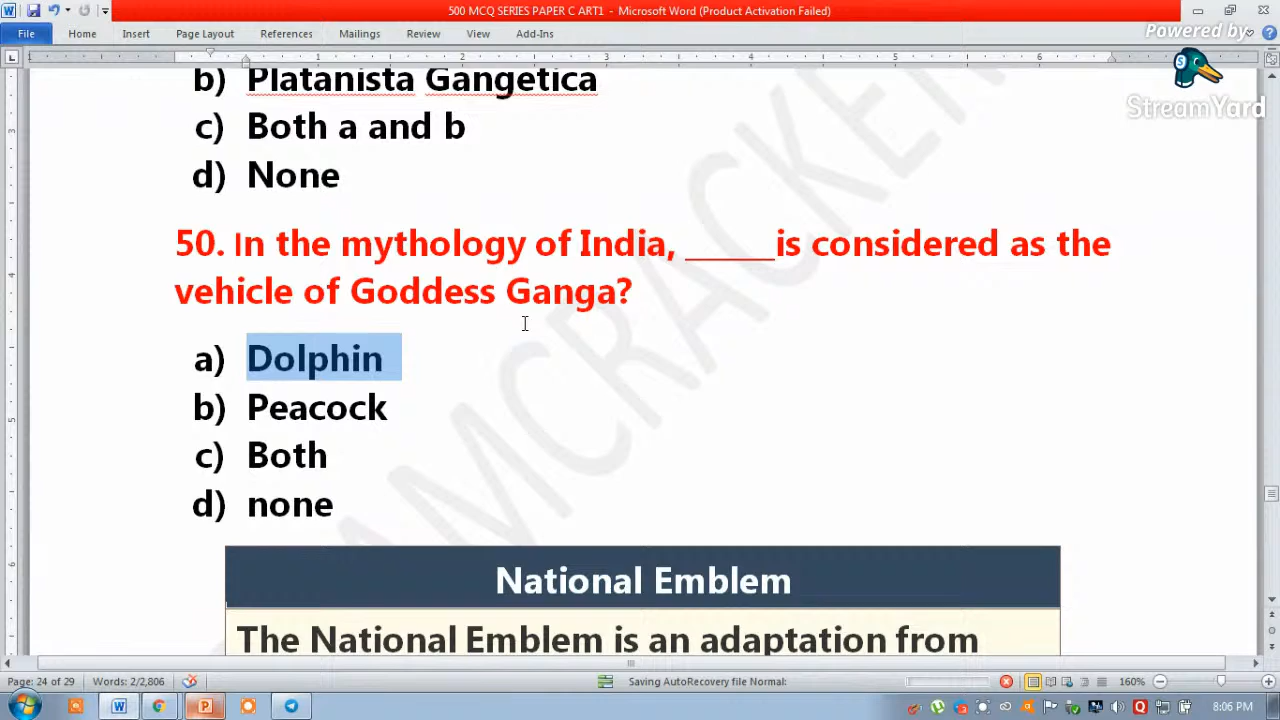 500 MCQ SERIES PAPER C ART1 - Microsoft Word (Product Activation Failed)
File Home Insert Page Layout References Mailings Review View Add-Ins
Powered by
StreamYard
b) Platanista Gangetica
c) Both a and b
d) None
50. In the mythology of India, _____is considered as the
vehicle of Goddess Ganga?
a) Dolphin
b) Peacock
c) Both
d) none
National Emblem
The National Emblem is an adaptation from
Page: 24 of 29 Words: 2/2,806 Saving AutoRecovery file Normal: 160%
8:06 PM